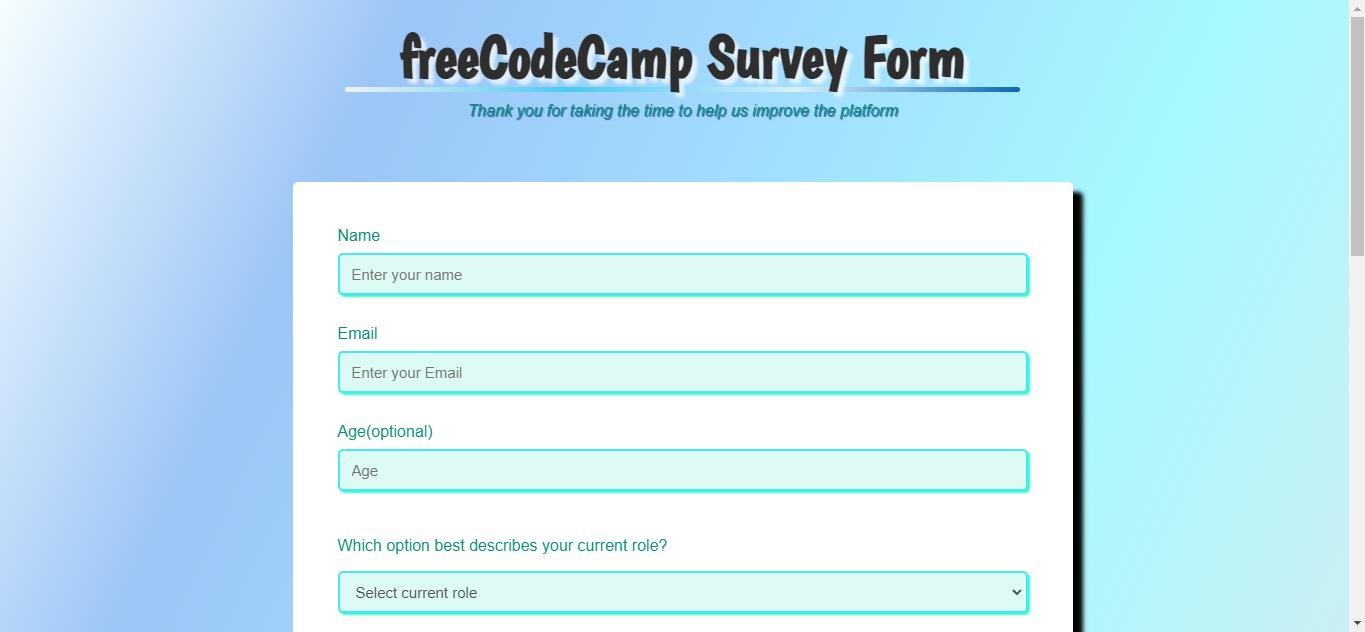 freeCodeCamp Survey Form
Thank you for taking the time to help us improve the platform
Name
Enter your name
Email
Enter your Email
Age(optional)
Age
Which option best describes your current role?
Select current role